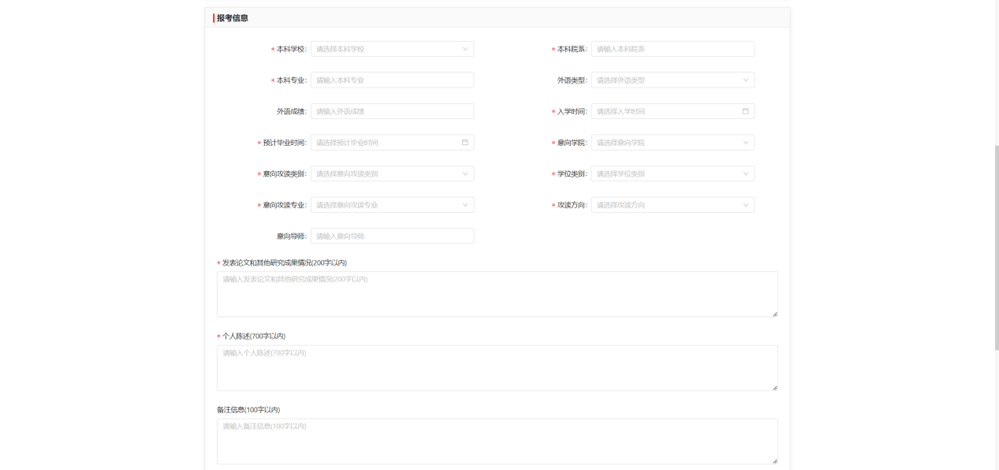 报考信息
* 本科学校: 请选择本科学校 * 本科院系: 请输入本科院系
* 本科专业: 请输入本科专业 外语类型: 请选择外语类型
外语成绩: 请输入外语成绩 * 入学时间: 请选择入学时间
* 预计毕业时间: 请选择预计毕业时间 * 意向学院: 请选择意向学院
* 意向攻读类别: 请选择意向攻读类别 * 学位类别: 请选择学位类别
* 意向攻读专业: 请选择意向攻读专业 * 攻读方向: 请选择攻读方向
意向导师: 请输入意向导师
* 发表论文和其他研究成果情况(200字以内)
请输入发表论文和其他研究成果情况(200字以内)
* 个人陈述(700字以内)
请输入个人陈述(700字以内)
备注信息(100字以内)
请输入备注信息(100字以内)